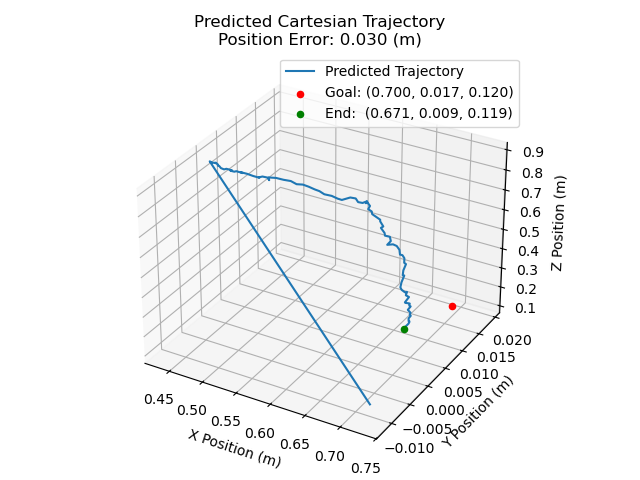 Predicted Cartesian Trajectory
Position Error: 0.030 (m)
Predicted Trajectory
Goal: (0.700, 0.017, 0.120)
End:  (0.671, 0.009, 0.119)
0.9
0.8
0.7
0.6
0.5
0.4
0.3
0.2
0.1
Z Position (m)
0.020
0.015
0.010
0.005
0.000
−0.005
−0.010
Y Position (m)
0.45
0.50
0.55
0.60
0.65
0.70
0.75
X Position (m)